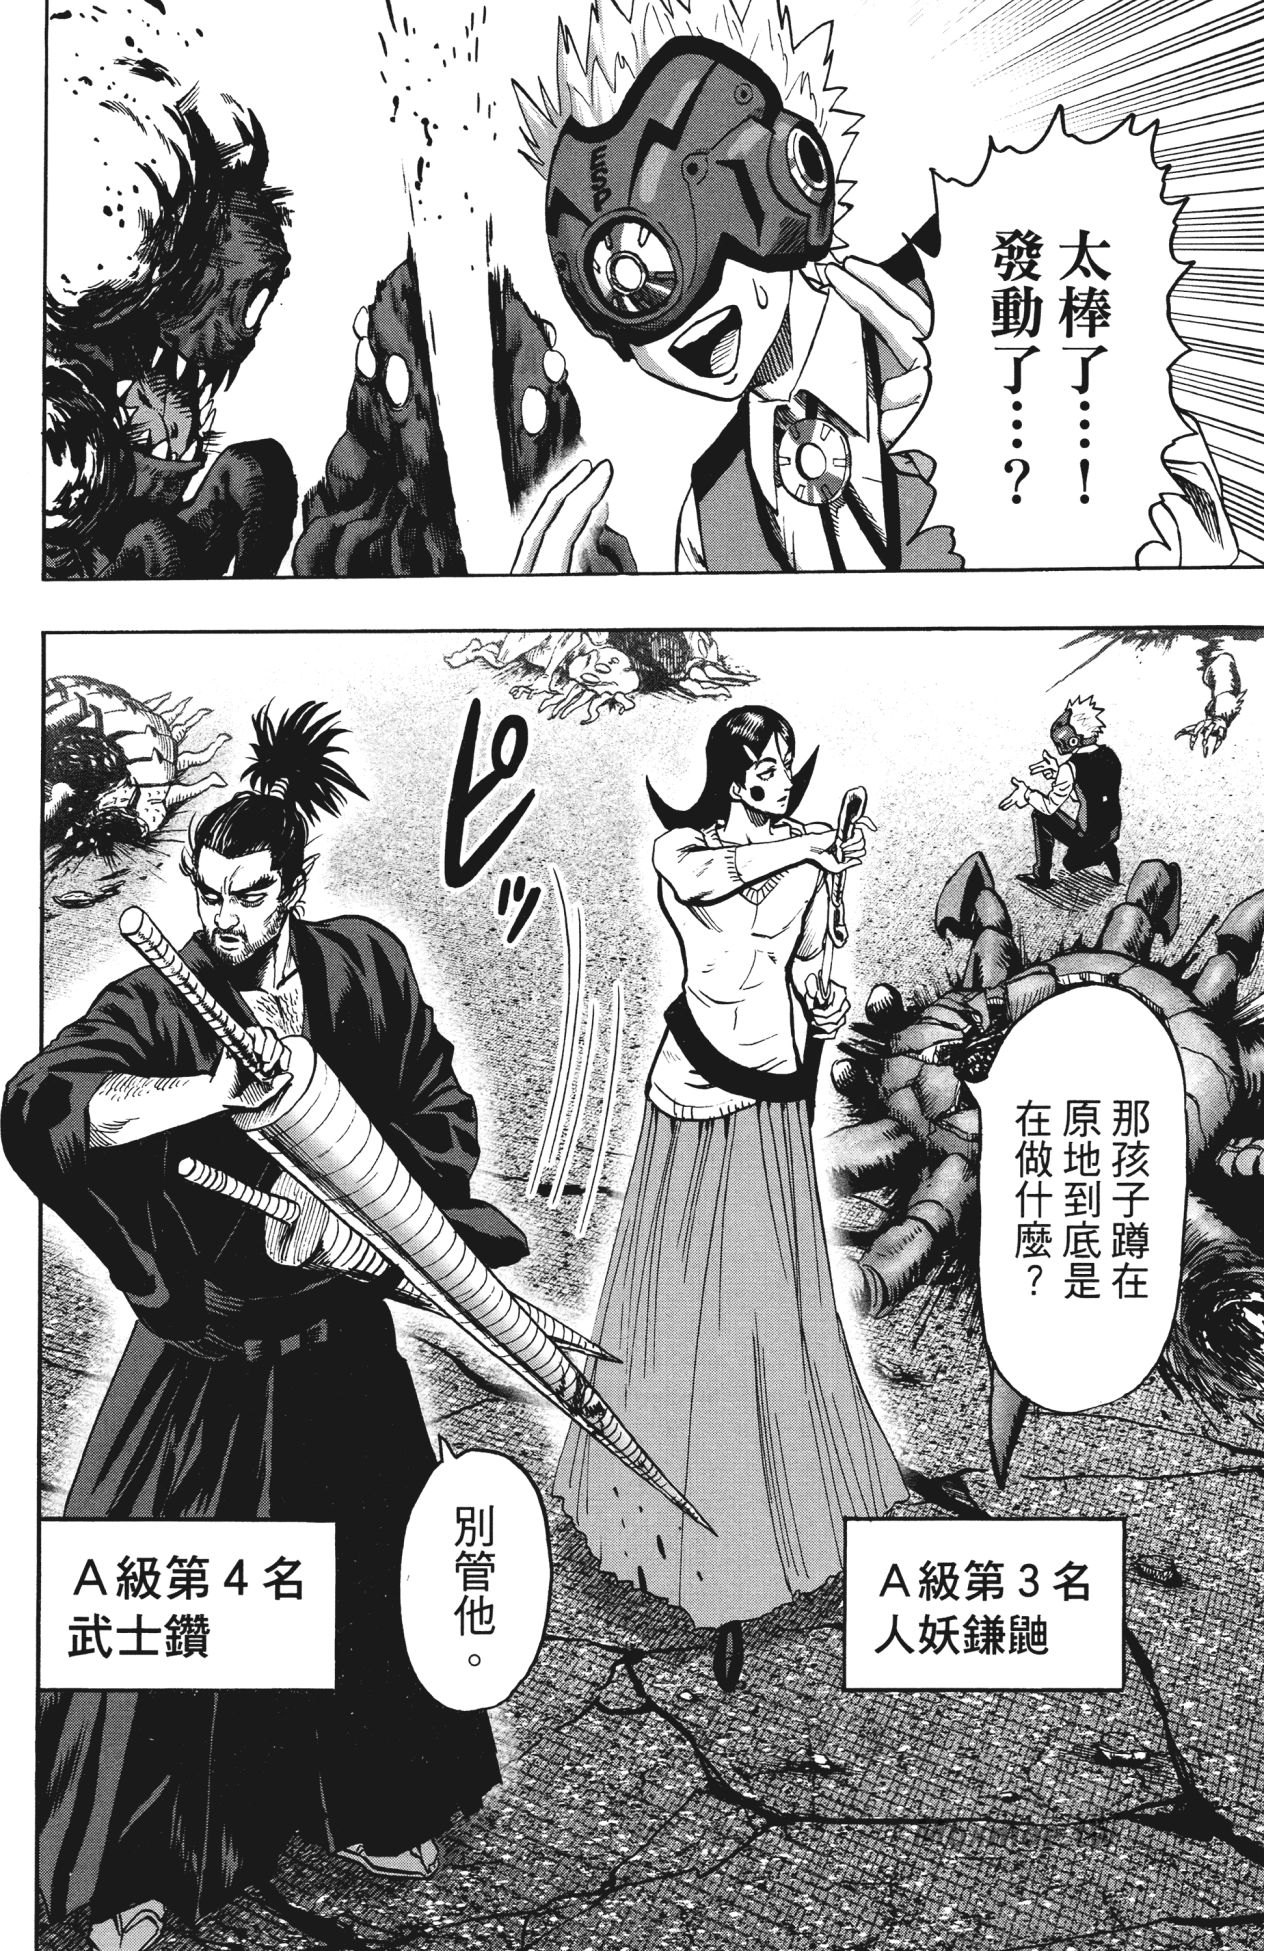 太棒了…！
發動了…？
ESP
ピッ
那孩子蹲在
原地到底是
在做什麼？
A級第3名
人妖鎌鼬
別管他。
A級第4名
武士鑽